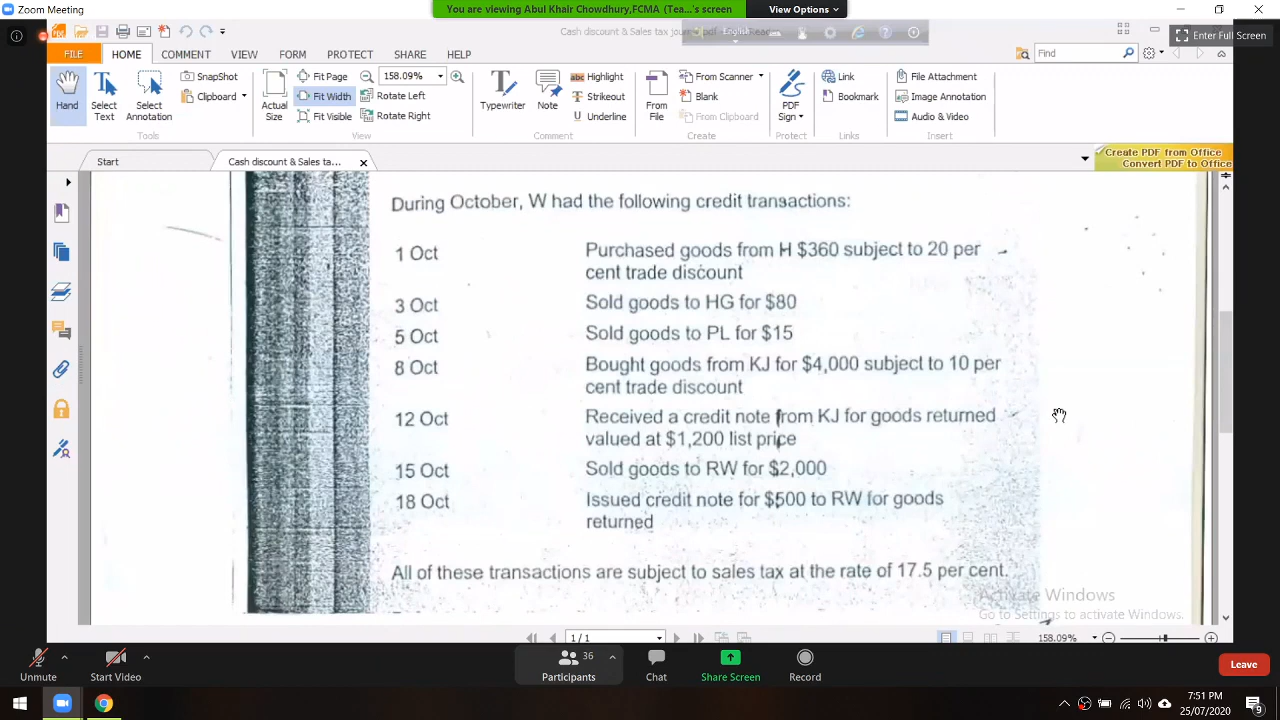 Zoom Meeting
You are viewing Abul Khair Chowdhury,FCMA (Tea...'s screen
View Options
Cash discount & Sales tax
English
Enter Full Screen
FILE
HOME
COMMENT
VIEW
FORM
PROTECT
SHARE
HELP
Find
Hand
Select Text
Select Annotation
SnapShot
Clipboard
Tools
Actual Size
Fit Page
Fit Width
Fit Visible
158.09%
Rotate Left
Rotate Right
View
Typewriter
Note
Highlight
Strikeout
Underline
Comment
From File
From Scanner
Blank
From Clipboard
Create
PDF Sign
Protect
Link
Bookmark
Links
File Attachment
Image Annotation
Audio & Video
Insert
Start
Cash discount & Sales ta...
Create PDF from Office
Convert PDF to Office
During October, W had the following credit transactions:
1 Oct Purchased goods from H $360 subject to 20 per
cent trade discount
3 Oct Sold goods to HG for $80
5 Oct Sold goods to PL for $15
8 Oct Bought goods from KJ for $4,000 subject to 10 per
cent trade discount
12 Oct Received a credit note from KJ for goods returned
valued at $1,200 list price
15 Oct Sold goods to RW for $2,000
18 Oct Issued credit note for $500 to RW for goods
returned
All of these transactions are subject to sales tax at the rate of 17.5 per cent.
Activate Windows
Go to Settings to activate Windows.
1 / 1
158.09%
Unmute
Start Video
36
Participants
Chat
Share Screen
Record
Leave
7:51 PM
25/07/2020
9